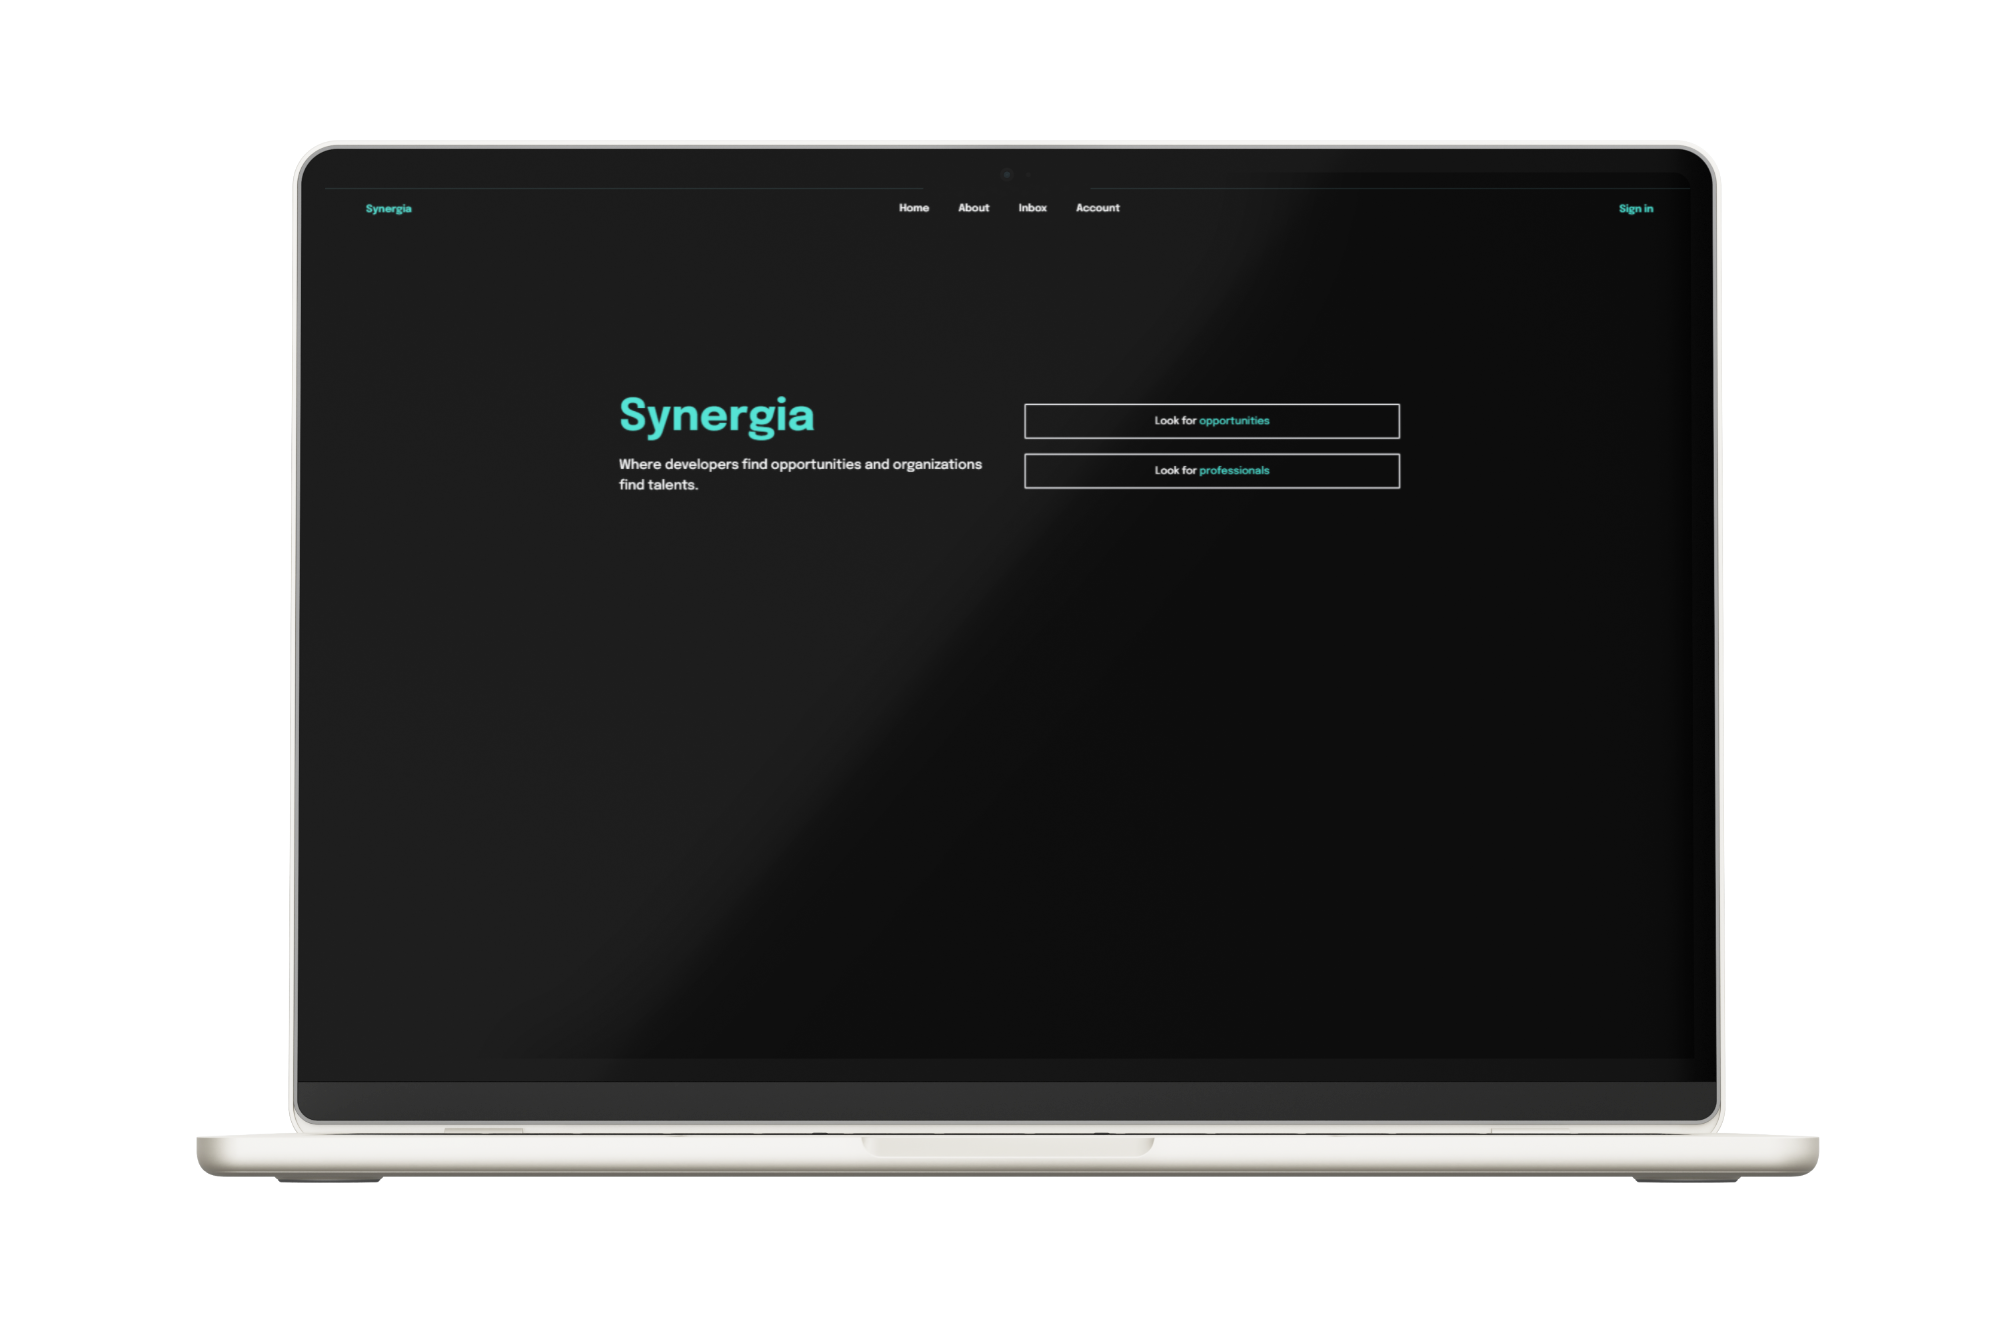 Synergia
Home About Inbox Account
Sign in
Synergia
Where developers find opportunities and organizations
find talents.
Look for opportunities
Look for professionals